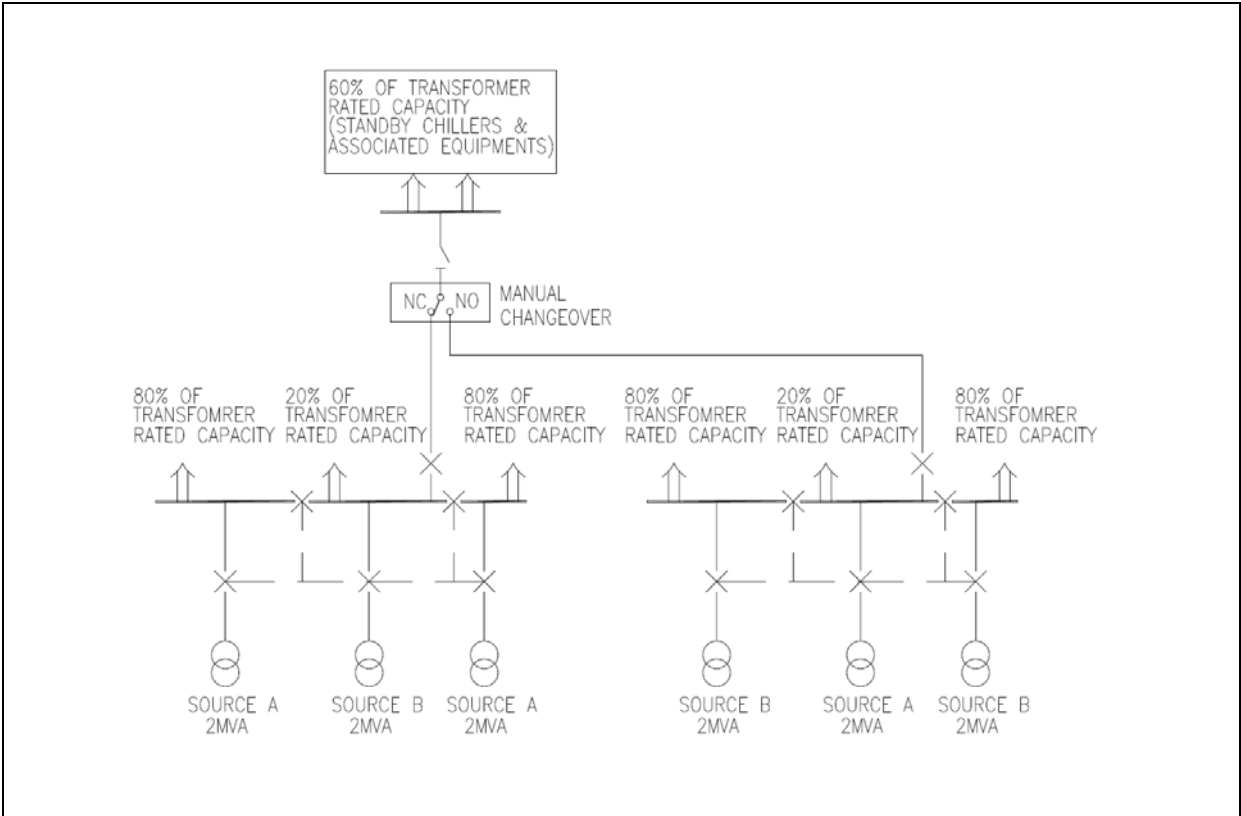 60% OF TRANSFORMER
RATED CAPACITY
(STANDBY CHILLERS &
ASSOCIATED EQUIPMENTS)
NC
NO
MANUAL
CHANGEOVER
80% OF
TRANSFOMRER
RATED CAPACITY
20% OF
TRANSFOMRER
RATED CAPACITY
80% OF
TRANSFOMRER
RATED CAPACITY
80% OF
TRANSFOMRER
RATED CAPACITY
20% OF
TRANSFOMRER
RATED CAPACITY
80% OF
TRANSFOMRER
RATED CAPACITY
SOURCE A
2MVA
SOURCE B
2MVA
SOURCE A
2MVA
SOURCE B
2MVA
SOURCE A
2MVA
SOURCE B
2MVA